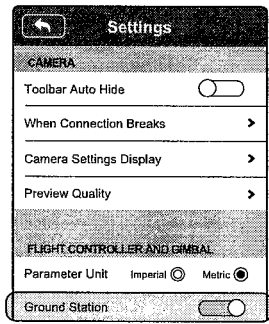 Settings
CAMERA
Toolbar Auto Hide
When Connection Breaks
Camera Settings Display
Preview Quality
FLIGHT CONTROLLER AND GIMBAL
Parameter Unit Imperial Metric
Ground Station